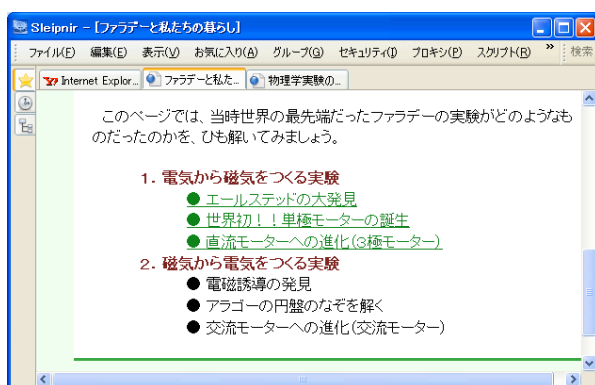 Sleipnir - [ファラデーと私たちの暮らし]
ファイル(F) 編集(E) 表示(V) お気に入り(A) グループ(G) セキュリティ(I) プロキシ(P) スクリプト(R) » 検索
Internet Explor... ファラデーと私た... 物理学実験の...
このページでは、当時世界の最先端だったファラデーの実験がどのようなも
のだったのかを、ひも解いてみましょう。
1. 電気から磁気をつくる実験
● エールステッドの大発見
● 世界初！！単極モーターの誕生
● 直流モーターへの進化(3極モーター)
2. 磁気から電気をつくる実験
● 電磁誘導の発見
● アラゴーの円盤のなぞを解く
● 交流モーターへの進化(交流モーター)